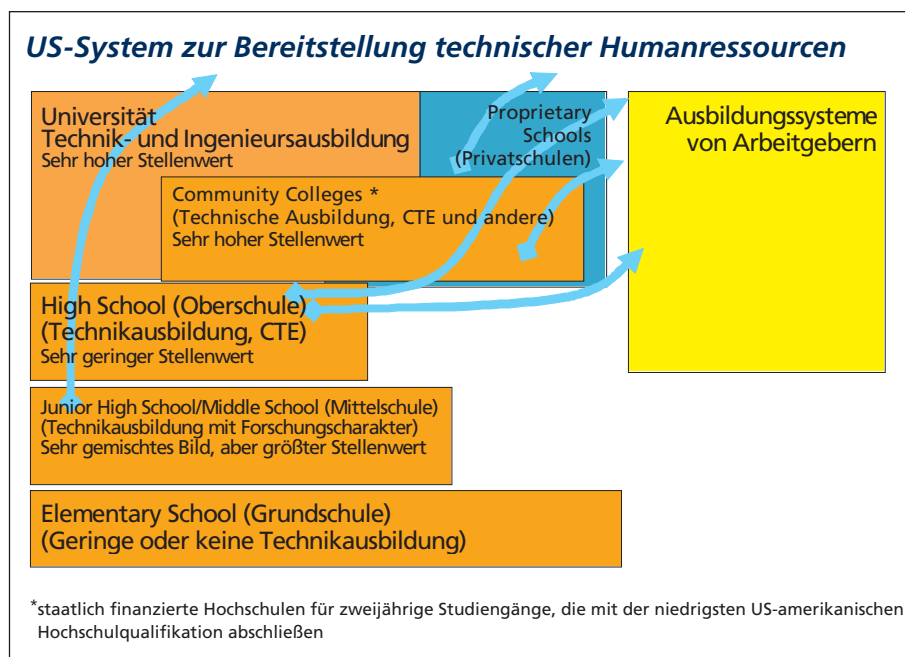 US-System zur Bereitstellung technischer Humanressourcen
Universität
Technik- und Ingenieursausbildung
Sehr hoher Stellenwert
Proprietary
Schools
(Privatschulen)
Ausbildungssysteme
von Arbeitgebern
Community Colleges *
(Technische Ausbildung, CTE und andere)
Sehr hoher Stellenwert
High School (Oberschule)
(Technikausbildung, CTE)
Sehr geringer Stellenwert
Junior High School/Middle School (Mittelschule)
(Technikausbildung mit Forschungscharakter)
Sehr gemischtes Bild, aber größter Stellenwert
Elementary School (Grundschule)
(Geringe oder keine Technikausbildung)
*staatlich finanzierte Hochschulen für zweijährige Studiengänge, die mit der niedrigsten US-amerikanischen
Hochschulqualifikation abschließen